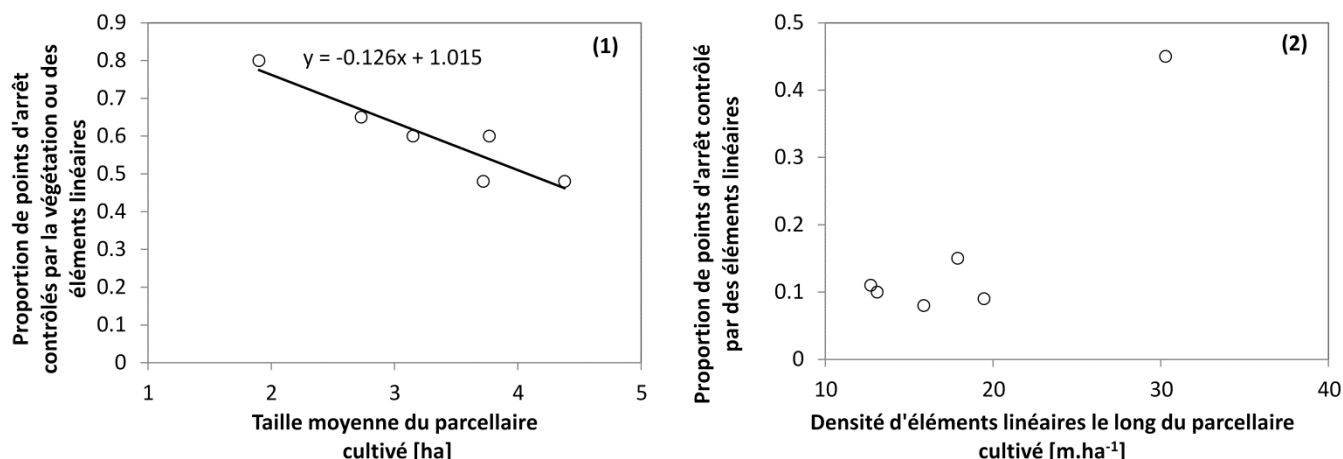 Proportion de points d'arrêt
contrôlés par la végétation ou des
éléments linéaires
0.9
0.8
0.7
0.6
0.5
0.4
0.3
0.2
0.1
0
y = -0.126x + 1.015
(1)
1 2 3 4 5
Taille moyenne du parcellaire
cultivé [ha]
Proportion de points d'arrêt contrôlé
par des éléments linéaires
0.5
0.4
0.3
0.2
0.1
0
(2)
10 20 30 40
Densité d'éléments linéaires le long du parcellaire
cultivé [m.ha⁻¹]